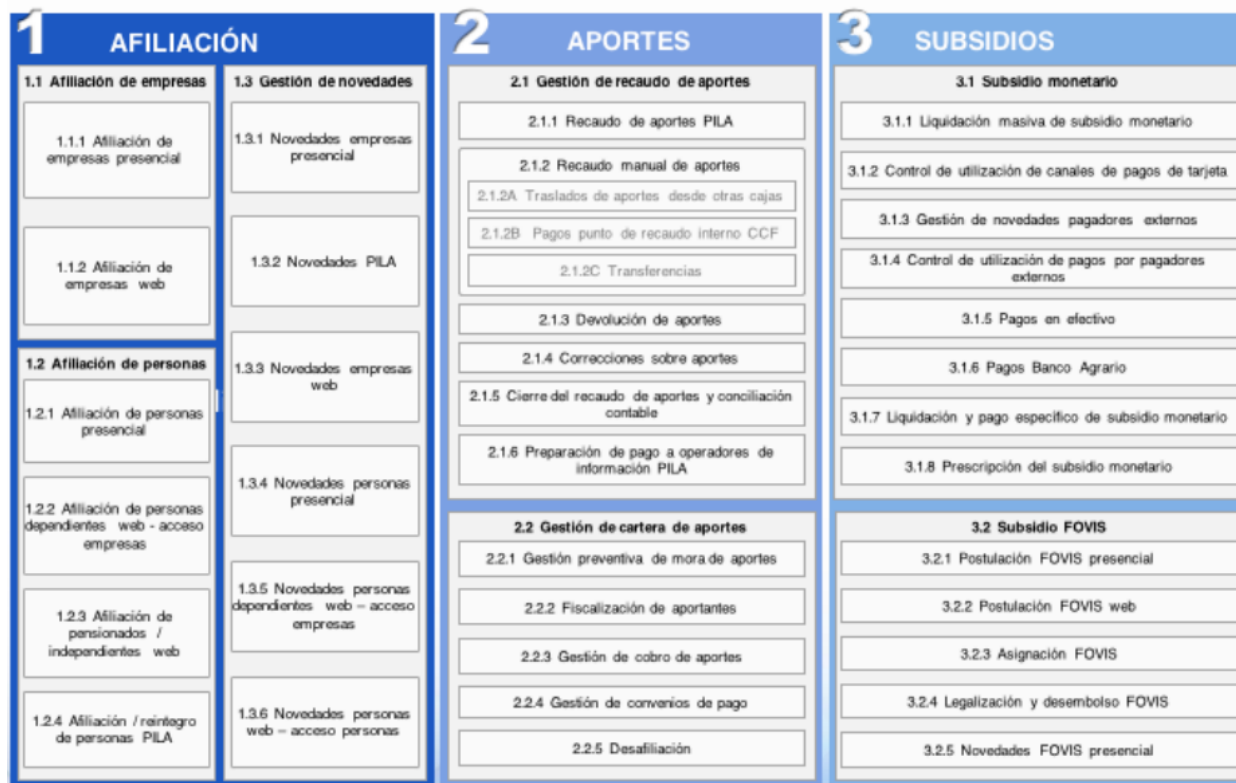 1 AFILIACIÓN
1.1 Afiliación de empresas
1.1.1 Afiliación de
empresas presencial
1.1.2 Afiliación de
empresas web
1.2 Afiliación de personas
1.2.1 Afiliación de personas
presencial
1.2.2 Afiliación de personas
dependientes web - acceso
empresas
1.2.3 Afiliación de
pensionados /
independientes web
1.2.4 Afiliación / reintegro
de personas PILA
1.3 Gestión de novedades
1.3.1 Novedades empresas
presencial
1.3.2 Novedades PILA
1.3.3 Novedades empresas
web
1.3.4 Novedades personas
presencial
1.3.5 Novedades personas
dependientes web – acceso
empresas
1.3.6 Novedades personas
web – acceso personas
2 APORTES
2.1 Gestión de recaudo de aportes
2.1.1 Recaudo de aportes PILA
2.1.2 Recaudo manual de aportes
2.1.2A Traslados de aportes desde otras cajas
2.1.2B Pagos punto de recaudo interno CCF
2.1.2C Transferencias
2.1.3 Devolución de aportes
2.1.4 Correcciones sobre aportes
2.1.5 Cierre del recaudo de aportes y conciliación
contable
2.1.6 Preparación de pago a operadores de
información PILA
2.2 Gestión de cartera de aportes
2.2.1 Gestión preventiva de mora de aportes
2.2.2 Fiscalización de aportantes
2.2.3 Gestión de cobro de aportes
2.2.4 Gestión de convenios de pago
2.2.5 Desafiliación
3 SUBSIDIOS
3.1 Subsidio monetario
3.1.1 Liquidación masiva de subsidio monetario
3.1.2 Control de utilización de canales de pagos de tarjeta
3.1.3 Gestión de novedades pagadores externos
3.1.4 Control de utilización de pagos por pagadores
externos
3.1.5 Pagos en efectivo
3.1.6 Pagos Banco Agrario
3.1.7 Liquidación y pago específico de subsidio monetario
3.1.8 Prescripción del subsidio monetario
3.2 Subsidio FOVIS
3.2.1 Postulación FOVIS presencial
3.2.2 Postulación FOVIS web
3.2.3 Asignación FOVIS
3.2.4 Legalización y desembolso FOVIS
3.2.5 Novedades FOVIS presencial